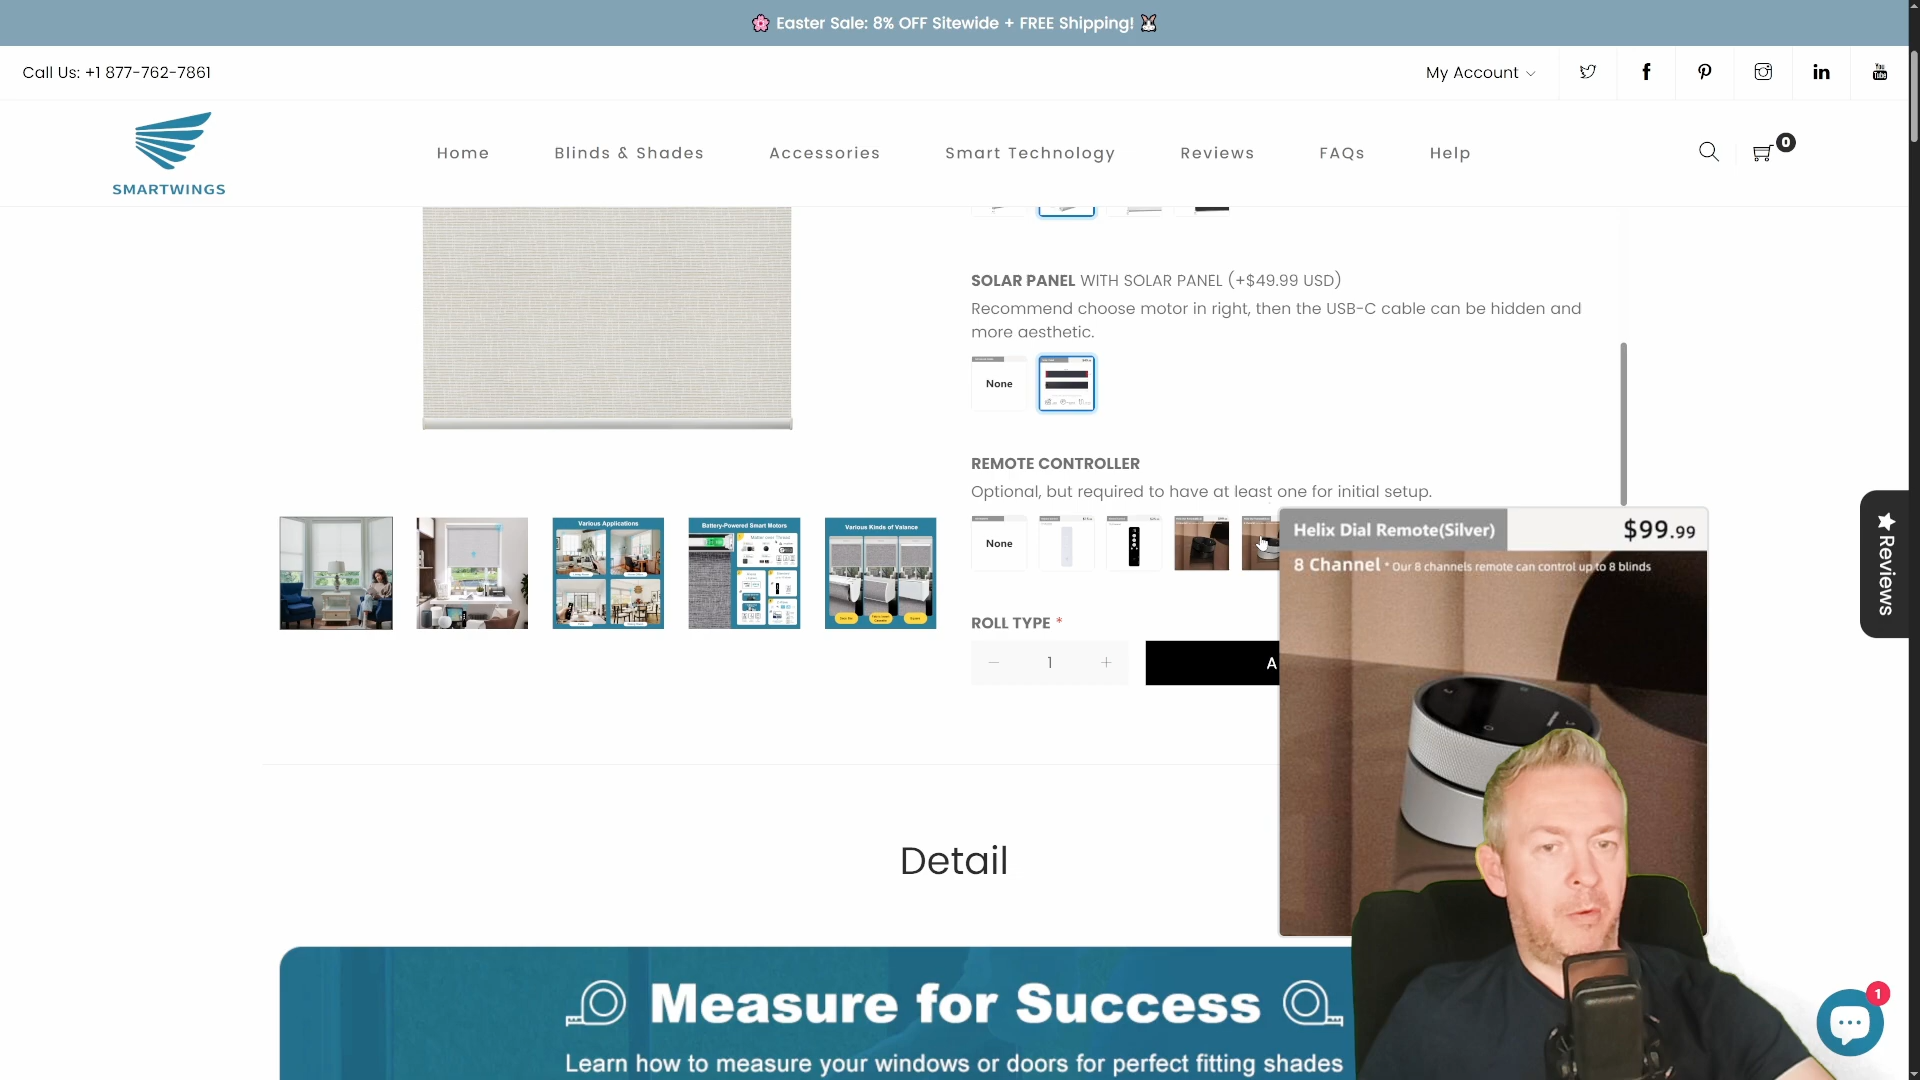 🌸 Easter Sale: 8% OFF Sitewide + FREE Shipping! 🐰
Call Us: +1 877-762-7861
My Account
You Tube
SMARTWINGS
Home
Blinds & Shades
Accessories
Smart Technology
Reviews
FAQs
Help
0
SOLAR PANEL WITH SOLAR PANEL (+$49.99 USD)
Recommend choose motor in right, then the USB-C cable can be hidden and
more aesthetic.
None
REMOTE CONTROLLER
Optional, but required to have at least one for initial setup.
None
Helix Dial Remote(Silver)
$99.99
8 Channel * Our 8 channels remote can control up to 8 blinds
Various Applications
Battery-Powered Smart Motors
Various Kinds of Valance
Reviews
ROLL TYPE *
− 1 +
A
Detail
Measure for Success
Learn how to measure your windows or doors for perfect fitting shades
1